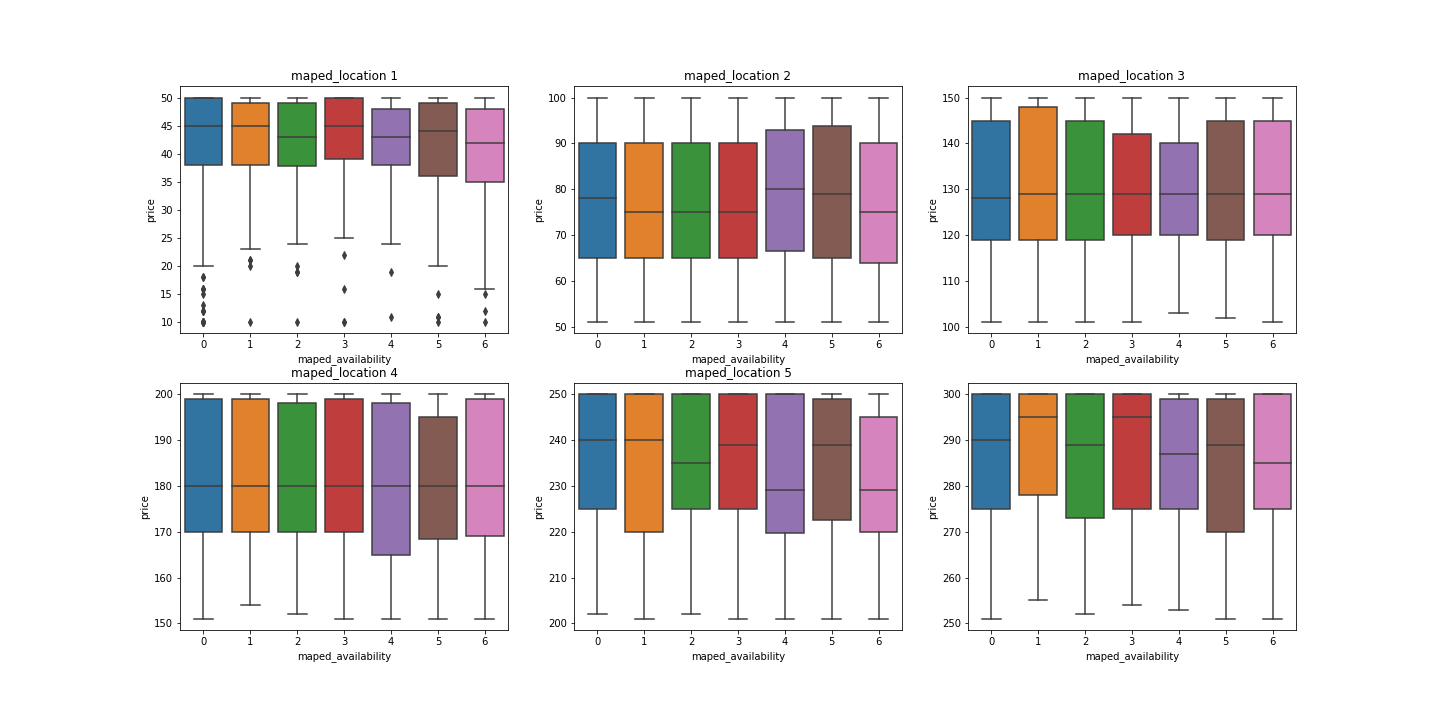 maped_location 1
price
50
45
40
35
30
25
20
15
10
0 1 2 3 4 5 6
maped_availability
maped_location 2
price
100
90
80
70
60
50
0 1 2 3 4 5 6
maped_availability
maped_location 3
price
150
140
130
120
110
100
0 1 2 3 4 5 6
maped_availability
maped_location 4
price
200
190
180
170
160
150
0 1 2 3 4 5 6
maped_availability
maped_location 5
price
250
240
230
220
210
200
0 1 2 3 4 5 6
maped_availability
price
300
290
280
270
260
250
0 1 2 3 4 5 6
maped_availability